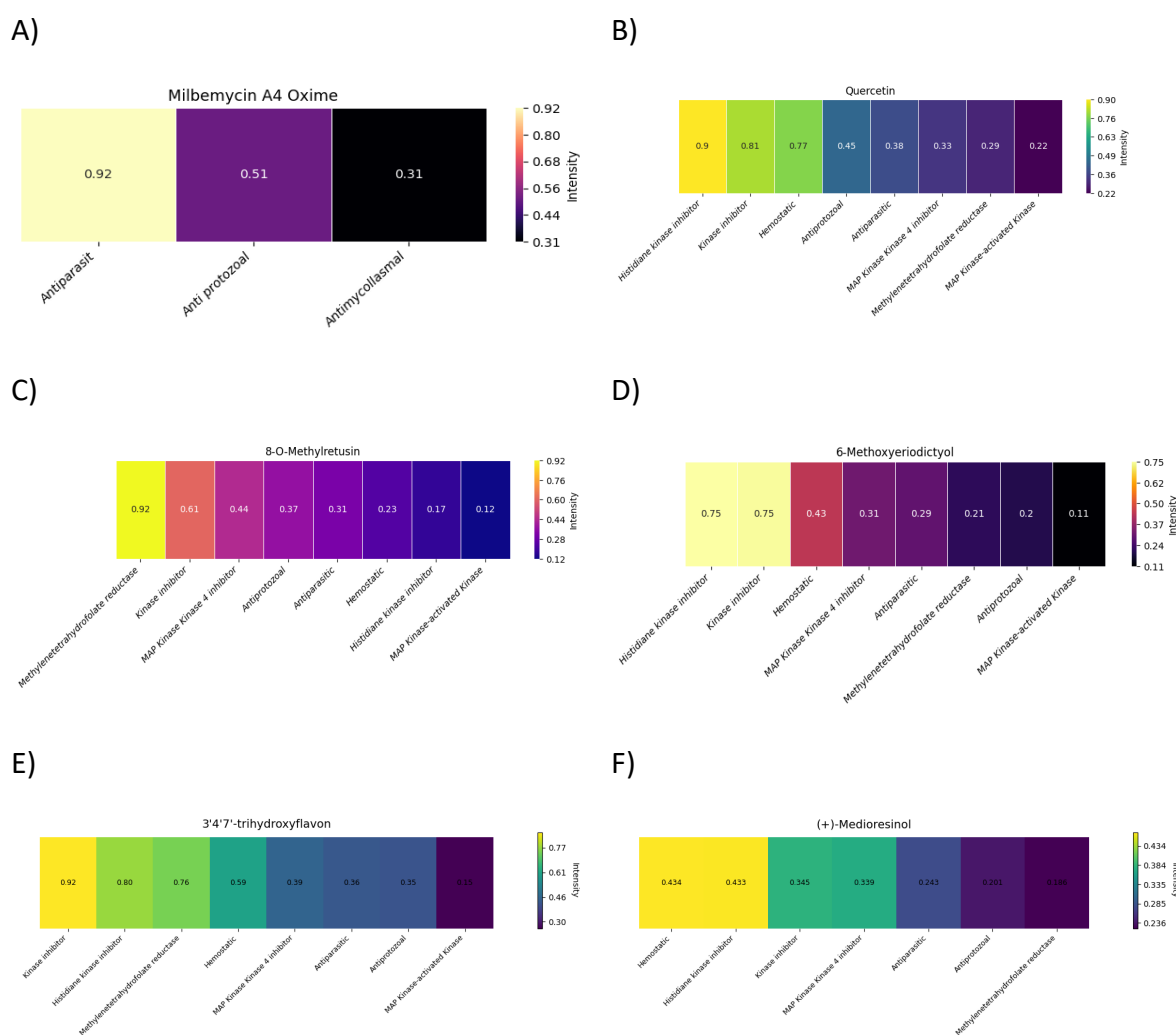 A)
Milbemycin A4 Oxime
0.92
0.51
0.31
Antiparasit
Anti protozoal
Antimycollasmal
0.92
0.80
0.68
0.56
0.44
0.31
Intensity
B)
Quercetin
0.9
0.81
0.77
0.45
0.38
0.33
0.29
0.22
Histidiane kinase inhibitor
Kinase inhibitor
Hemostatic
Antiprotozoal
Antiparasitic
MAP Kinase Kinase 4 inhibitor
Methylenetetrahydrofolate reductase
MAP Kinase-activated Kinase
0.90
0.76
0.63
0.49
0.36
0.22
Intensity
C)
8-O-Methylretusin
0.92
0.61
0.44
0.37
0.31
0.23
0.17
0.12
Methylenetetrahydrofolate reductase
Kinase inhibitor
MAP Kinase Kinase 4 inhibitor
Antiprotozoal
Antiparasitic
Hemostatic
Histidiane kinase inhibitor
MAP Kinase-activated Kinase
0.92
0.76
0.60
0.44
0.28
0.12
Intensity
D)
6-Methoxyeriodictyol
0.75
0.75
0.43
0.31
0.29
0.21
0.2
0.11
Histidiane kinase inhibitor
Kinase inhibitor
Hemostatic
MAP Kinase Kinase 4 inhibitor
Antiparasitic
Methylenetetrahydrofolate reductase
Antiprotozoal
MAP Kinase-activated Kinase
0.75
0.62
0.50
0.37
0.24
0.11
Intensity
E)
3'4'7'-trihydroxyflavon
0.92
0.80
0.76
0.59
0.39
0.36
0.35
Kinase inhibitor
Histidiane kinase inhibitor
Methylenetetrahydrofolate reductase
Hemostatic
MAP Kinase Kinase 4 inhibitor
Antiparasitic
Antiprotozoal
MAP Kinase-activated Kinase
0.77
0.61
0.46
0.30
Intensity
F)
(+)-Medioresinol
0.434
0.433
0.345
0.339
0.243
0.201
Hemostatic
Histidiane kinase inhibitor
Kinase inhibitor
MAP Kinase Kinase 4 inhibitor
Antiparasitic
Antiprotozoal
Methylenetetrahydrofolate reductase
0.434
0.384
0.335
0.285
0.236
Intensity